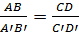 AB/A′B′ = CD/C′D′